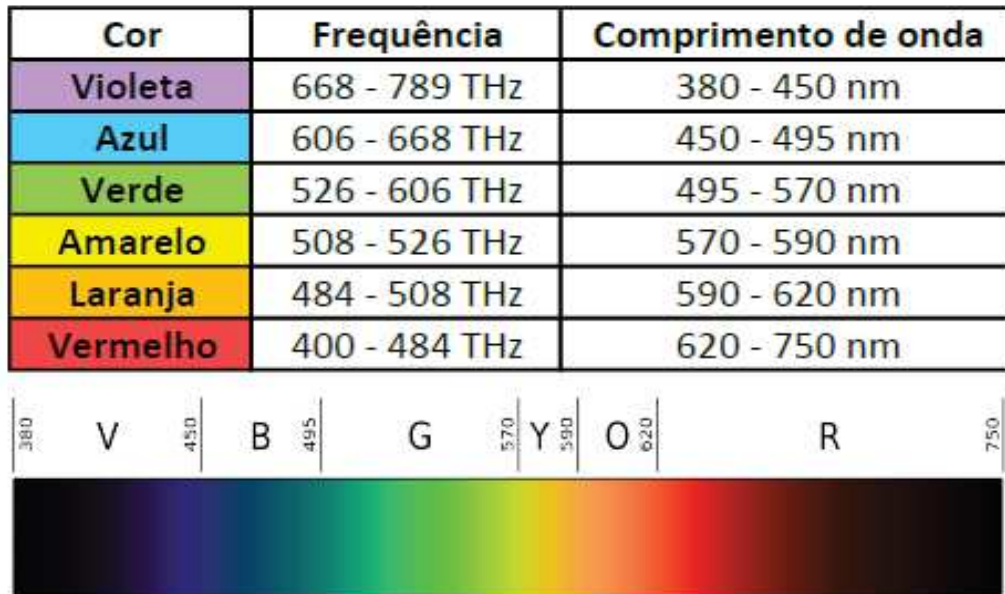 Cor Frequência Comprimento de onda
Violeta 668 - 789 THz 380 - 450 nm
Azul 606 - 668 THz 450 - 495 nm
Verde 526 - 606 THz 495 - 570 nm
Amarelo 508 - 526 THz 570 - 590 nm
Laranja 484 - 508 THz 590 - 620 nm
Vermelho 400 - 484 THz 620 - 750 nm
380 V 450 B 495 G 570 Y 590 O 620 R 750